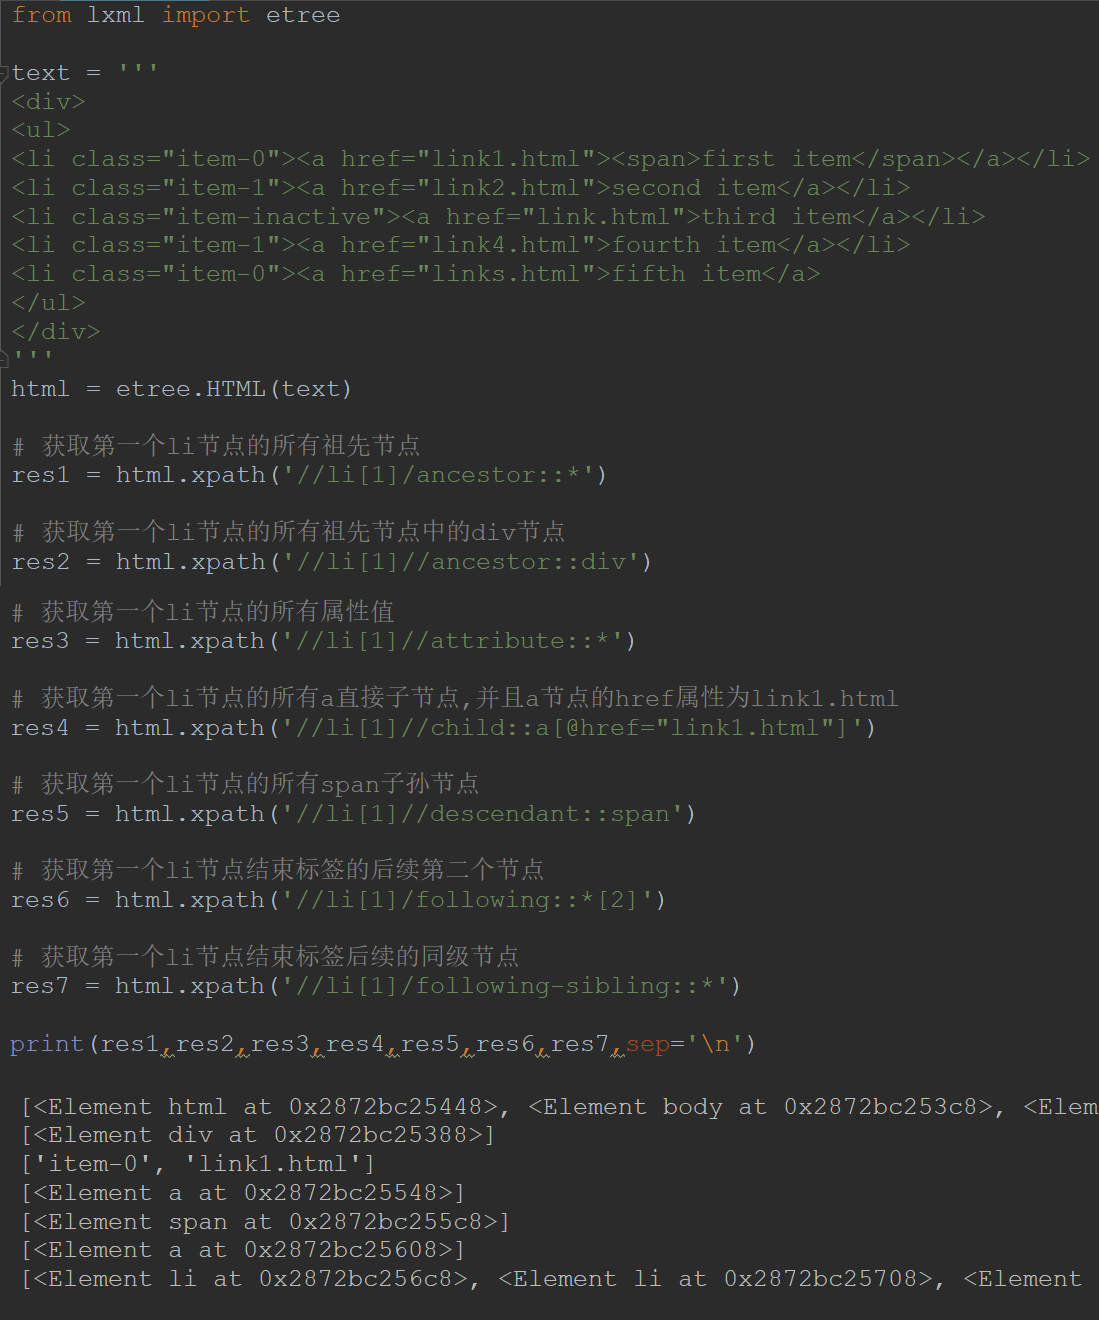 from lxml import etree
text = '''
<div>
<ul>
<li class="item-0"><a href="link1.html"><span>first item</span></a></li>
<li class="item-1"><a href="link2.html">second item</a></li>
<li class="item-inactive"><a href="link.html">third item</a></li>
<li class="item-1"><a href="link4.html">fourth item</a></li>
<li class="item-0"><a href="links.html">fifth item</a>
</ul>
</div>
'''
html = etree.HTML(text)
# 获取第一个li节点的所有祖先节点
res1 = html.xpath('//li[1]/ancestor::*')
# 获取第一个li节点的所有祖先节点中的div节点
res2 = html.xpath('//li[1]//ancestor::div')
# 获取第一个li节点的所有属性值
res3 = html.xpath('//li[1]//attribute::*')
# 获取第一个li节点的所有a直接子节点,并且a节点的href属性为link1.html
res4 = html.xpath('//li[1]//child::a[@href="link1.html"]')
# 获取第一个li节点的所有span子孙节点
res5 = html.xpath('//li[1]//descendant::span')
# 获取第一个li节点结束标签的后续第二个节点
res6 = html.xpath('//li[1]/following::*[2]')
# 获取第一个li节点结束标签后续的同级节点
res7 = html.xpath('//li[1]/following-sibling::*')
print(res1,res2,res3,res4,res5,res6,res7,sep='\n')
[<Element html at 0x2872bc25448>, <Element body at 0x2872bc253c8>, <Elem
[<Element div at 0x2872bc25388>]
['item-0', 'link1.html']
[<Element a at 0x2872bc25548>]
[<Element span at 0x2872bc255c8>]
[<Element a at 0x2872bc25608>]
[<Element li at 0x2872bc256c8>, <Element li at 0x2872bc25708>, <Element